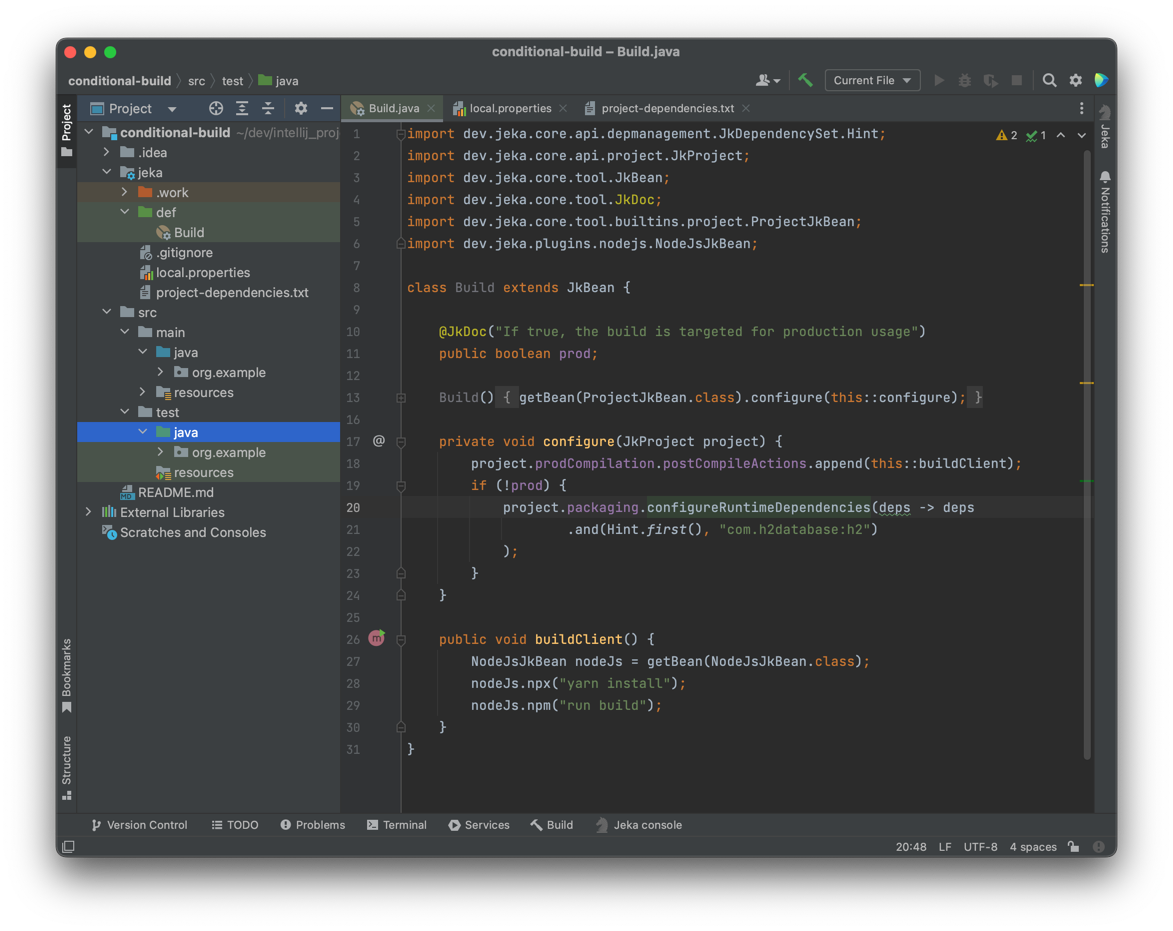 conditional-build – Build.java
conditional-build src test java
Current File
Project
Build.java
local.properties
project-dependencies.txt
Project
Bookmarks
Structure
conditional-build ~/dev/intellij_proj
.idea
jeka
.work
def
Build
.gitignore
local.properties
project-dependencies.txt
src
main
java
org.example
resources
test
java
org.example
resources
README.md
External Libraries
Scratches and Consoles
1 import dev.jeka.core.api.depmanagement.JkDependencySet.Hint;
2 import dev.jeka.core.api.project.JkProject;
3 import dev.jeka.core.tool.JkBean;
4 import dev.jeka.core.tool.JkDoc;
5 import dev.jeka.core.tool.builtins.project.ProjectJkBean;
6 import dev.jeka.plugins.nodejs.NodeJsJkBean;
7
8 class Build extends JkBean {
9
10 @JkDoc("If true, the build is targeted for production usage")
11 public boolean prod;
12
13 Build() { getBean(ProjectJkBean.class).configure(this::configure); }
16
17 @ private void configure(JkProject project) {
18 project.prodCompilation.postCompileActions.append(this::buildClient);
19 if (!prod) {
20 project.packaging.configureRuntimeDependencies(deps -> deps
21 .and(Hint.first(), "com.h2database:h2")
22 );
23 }
24 }
25
26 m public void buildClient() {
27 NodeJsJkBean nodeJs = getBean(NodeJsJkBean.class);
28 nodeJs.npx("yarn install");
29 nodeJs.npm("run build");
30 }
31 }
2 1
Jeka
Notifications
Version Control TODO Problems Terminal Services Build Jeka console
20:48 LF UTF-8 4 spaces